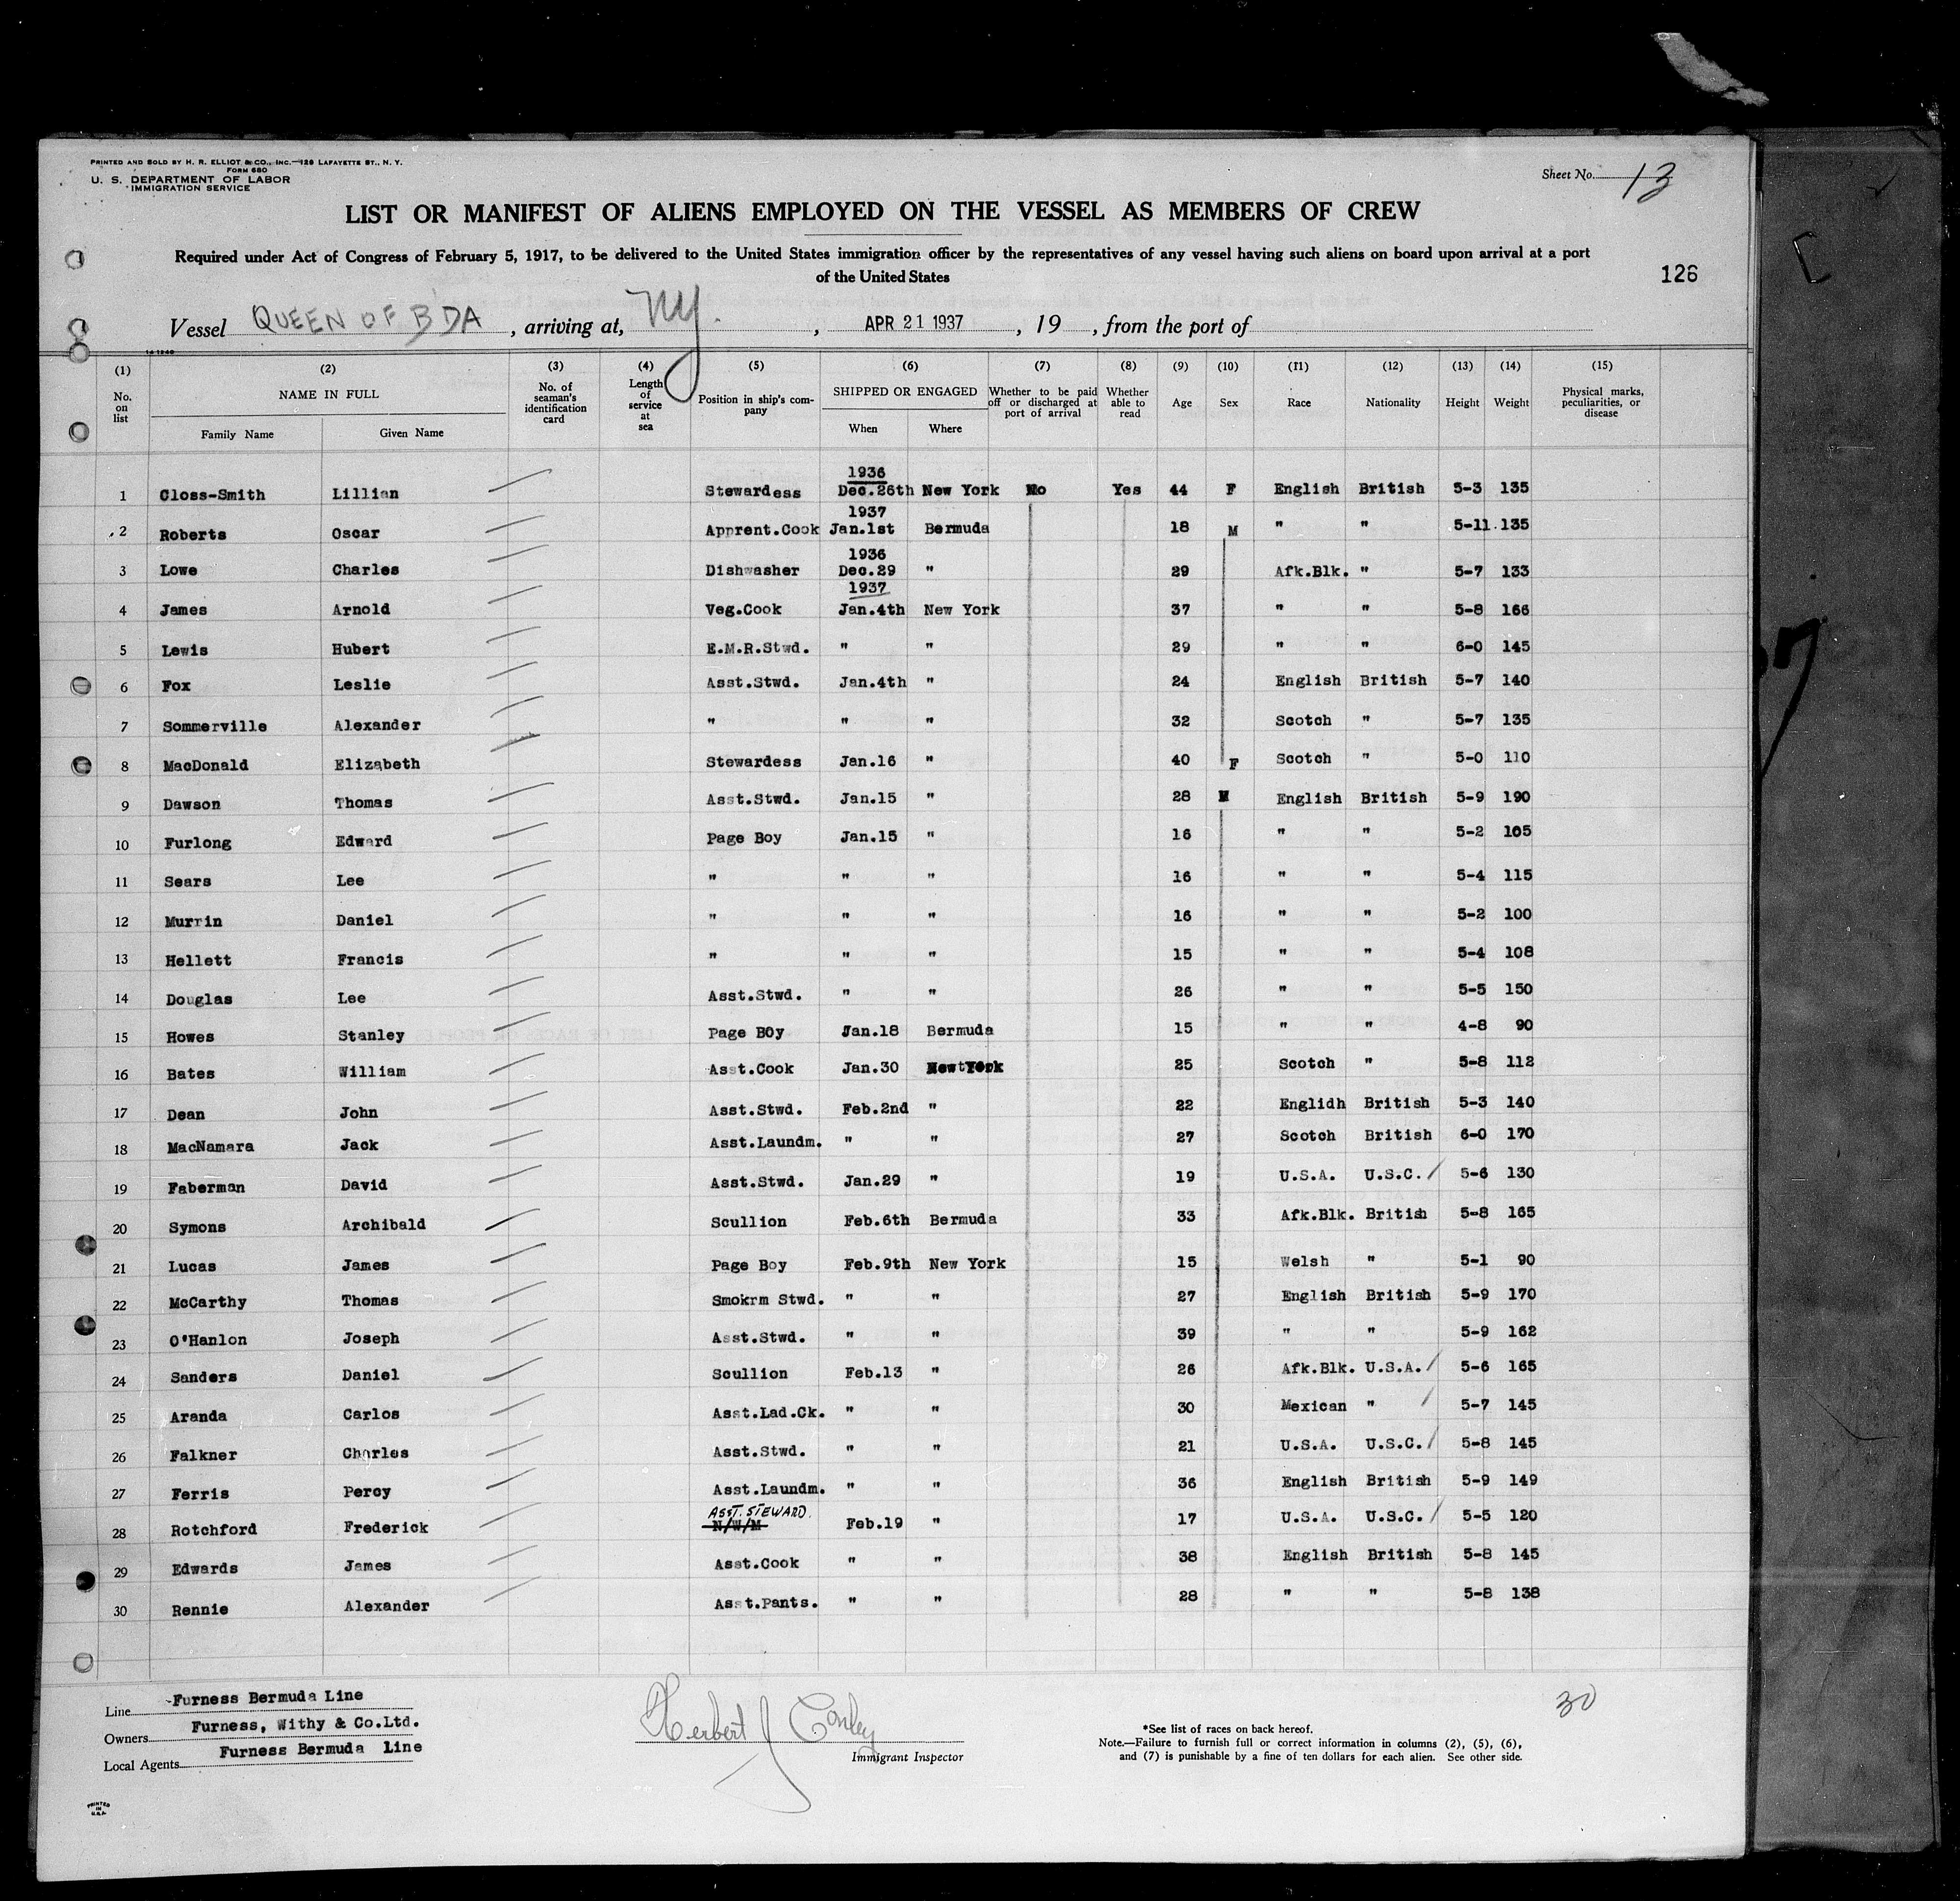 PRINTED AND SOLD BY H. R. ELLIOT & CO., INC.—126 LAFAYETTE ST., N. Y.
FORM 680
U. S. DEPARTMENT OF LABOR
IMMIGRATION SERVICE
Sheet No. 13
LIST OR MANIFEST OF ALIENS EMPLOYED ON THE VESSEL AS MEMBERS OF CREW
Required under Act of Congress of February 5, 1917, to be delivered to the United States immigration officer by the representatives of any vessel having such aliens on board upon arrival at a port
of the United States
126
Vessel QUEEN OF B'DA, arriving at, NY. , APR 21 1937 , 19 , from the port of
(1) (2) (3) (4) (5) (6) (7) (8) (9) (10) (11) (12) (13) (14) (15)
No. on list NAME IN FULL Family Name Given Name No. of seaman's identification card Length of service at sea Position in ship's company SHIPPED OR ENGAGED When Where Whether to be paid off or discharged at port of arrival Whether able to read Age Sex Race Nationality Height Weight Physical marks, peculiarities, or disease
1936
1 Closs-Smith Lillian Stewardess Dec.26th New York No Yes 44 F English British 5-3 135
1937
2 Roberts Oscar Apprent.Cook Jan.1st Bermuda 18 M " " 5-11 135
1936
3 Lowe Charles Dishwasher Dec.29 " 29 Afk.Blk. " 5-7 133
1937
4 James Arnold Veg.Cook Jan.4th New York 37 " " 5-8 166
5 Lewis Hubert E.M.R.Stwd. " " 29 " " 6-0 145
6 Fox Leslie Asst.Stwd. Jan.4th " 24 English British 5-7 140
7 Sommerville Alexander " " " 32 Scotch " 5-7 135
8 MacDonald Elizabeth Stewardess Jan.16 " 40 F Scotch " 5-0 110
9 Dawson Thomas Asst.Stwd. Jan.15 " 28 M English British 5-9 190
10 Furlong Edward Page Boy Jan.15 " 16 " " 5-2 105
11 Sears Lee " " " 16 " " 5-4 115
12 Murrin Daniel " " " 16 " " 5-2 100
13 Hellett Francis " " " 15 " " 5-4 108
14 Douglas Lee Asst.Stwd. " " 26 " " 5-5 150
15 Howes Stanley Page BOy Jan.18 Bermuda 15 " " 4-8 90
16 Bates William Asst.Cook Jan.30 New York 25 Scotch " 5-8 112
17 Dean John Asst.Stwd. Feb.2nd " 22 Englidh British 5-3 140
18 MacNamara Jack Asst.Laundm. " " 27 Scotch British 6-0 170
19 Faberman David Asst.Stwd. Jan.29 " 19 U.S.A. U.S.C. 5-6 130
20 Symons Archibald Scullion Feb.6th Bermuda 33 Afk.Blk. British 5-8 165
21 Lucas James Page Boy Feb.9th New York 15 Welsh " 5-1 90
22 McCarthy Thomas Smokrm Stwd. " " 27 English British 5-9 170
23 O'Hanlon Joseph Asst.Stwd. " " 39 " " 5-9 162
24 Sanders Daniel Scullion Feb.13 " 26 Afk.Blk. U.S.A. 5-6 165
25 Aranda Carlos Asst.Lad.Ck. " " 30 Mexican " 5-7 145
26 Falkner Charles Asst.Stwd. " " 21 U.S.A. U.S.C. 5-8 145
27 Ferris Percy Asst.Laundm. " " 36 English British 5-9 149
ASST. STEWARD.
28 Rotchford Frederick N/W/M Feb.19 " 17 U.S.A. U.S.C. 5-5 120
29 Edwards James Asst.Cook " " 38 English British 5-8 145
30 Rennie Alexander Asst.Pants. " " 28 " " 5-8 138
Line Furness Bermuda Line
Owners Furness, Withy & Co.Ltd.
Local Agents Furness Bermuda Line
Herbert J Conley
Immigrant Inspector
30
*See list of races on back hereof.
Note.—Failure to furnish full or correct information in columns (2), (5), (6),
and (7) is punishable by a fine of ten dollars for each alien. See other side.
PRINTED
IN
U.S.A.